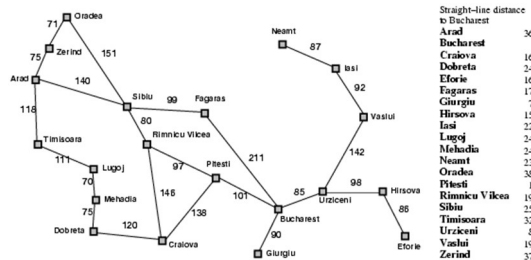 Straight–line distance
to Bucharest
Arad
Bucharest
Craiova
Dobreta
Eforie
Fagaras
Giurgiu
Hirsova
Iasi
Lugoj
Mehadia
Neamt
Oradea
Pitesti
Rimnicu Vilcea
Sibiu
Timisoara
Urziceni
Vaslui
Zerind
Oradea
71
Neamt
Zerind
87
75
151
Iasi
Arad
140
92
Sibiu
99
Fagaras
118
80
Vaslui
Rimnicu Vilcea
Timisoara
111
Lugoj
97
Pitesti
211
142
70
98
Hirsova
Mehadia
146
101
85
Urziceni
75
138
86
Bucharest
Dobreta
120
90
Craiova
Giurgiu
Eforie